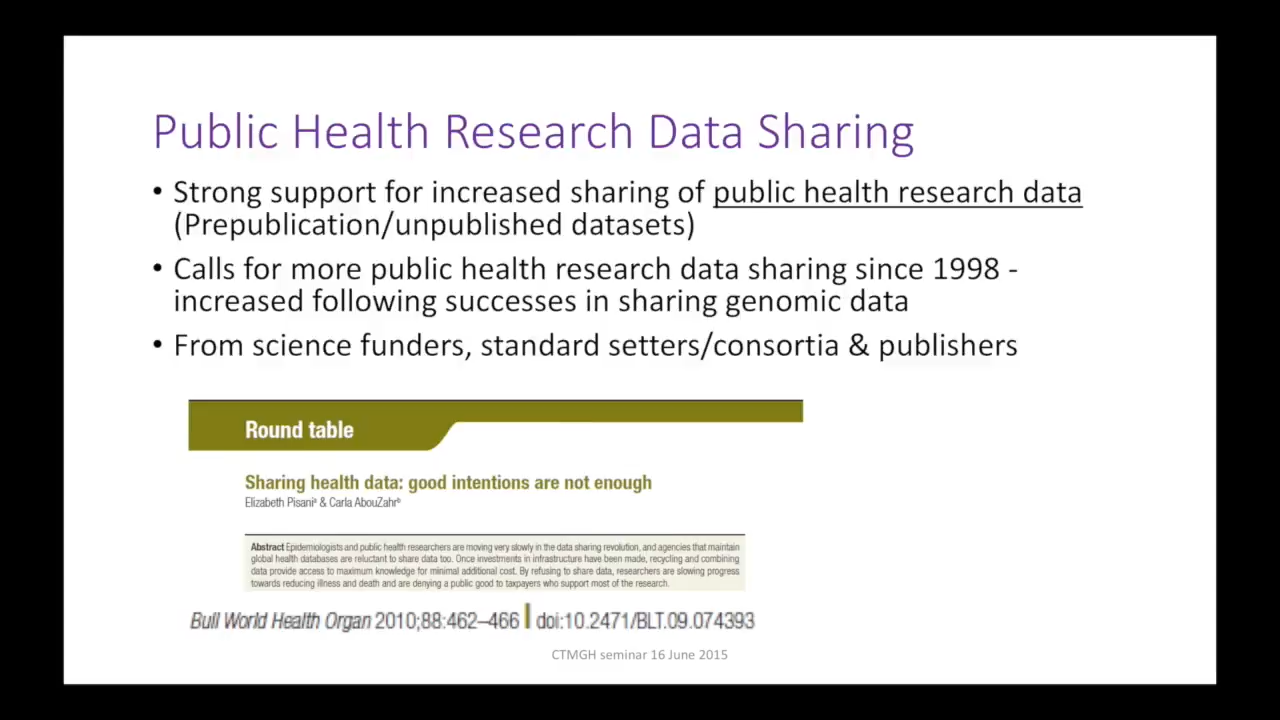 Public Health Research Data Sharing
• Strong support for increased sharing of public health research data
(Prepublication/unpublished datasets)
• Calls for more public health research data sharing since 1998 -
increased following successes in sharing genomic data
• From science funders, standard setters/consortia & publishers
Round table
Sharing health data: good intentions are not enough
Elizabeth Pisaniᵃ & Carla AbouZahrᵇ
Abstract Epidemiologists and public health researchers are moving very slowly in the data sharing revolution, and agencies that maintain
global health databases are reluctant to share data too. Once investments in infrastructure have been made, recycling and combining
data provide access to maximum knowledge for minimal additional cost. By refusing to share data, researchers are slowing progress
towards reducing illness and death and are denying a public good to taxpayers who support most of the research.
Bull World Health Organ 2010;88:462–466 | doi:10.2471/BLT.09.074393
CTMGH seminar 16 June 2015